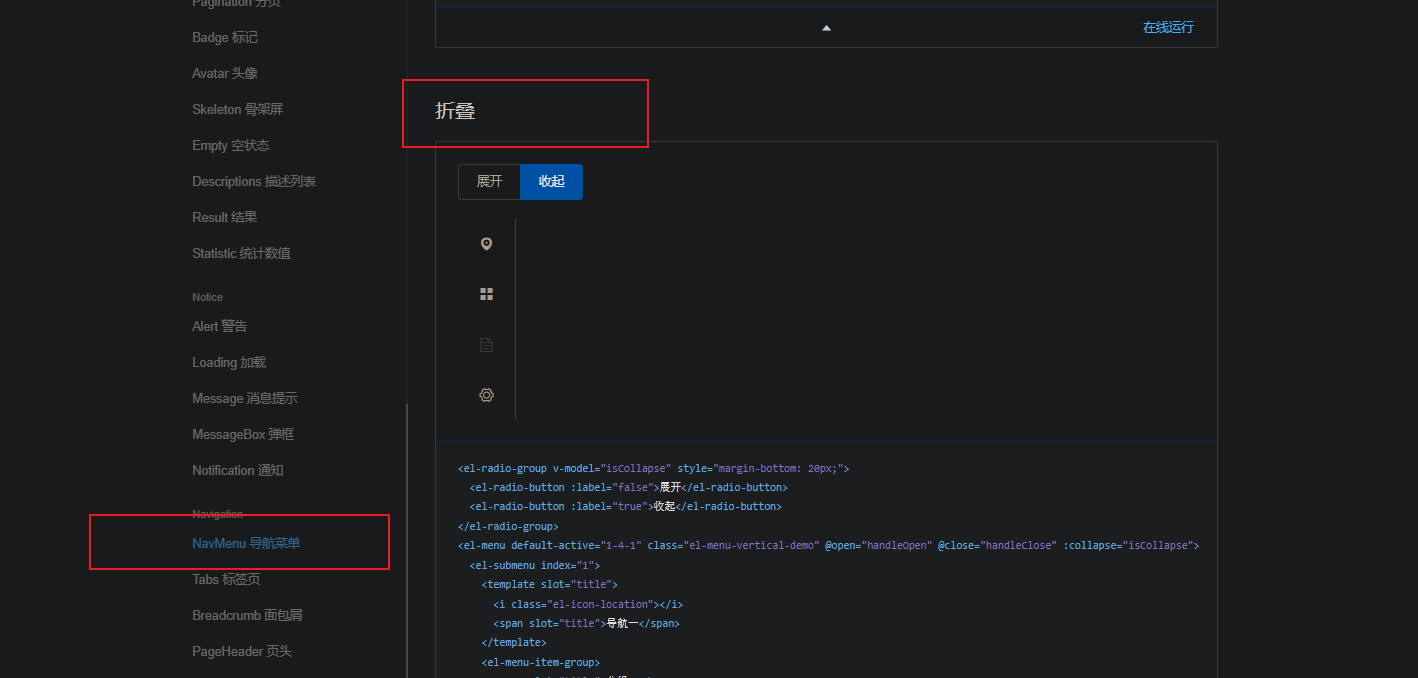 Pagination 分页
Badge 标记
Avatar 头像
Skeleton 骨架屏
Empty 空状态
Descriptions 描述列表
Result 结果
Statistic 统计数值
Notice
Alert 警告
Loading 加载
Message 消息提示
MessageBox 弹框
Notification 通知
Navigation
NavMenu 导航菜单
Tabs 标签页
Breadcrumb 面包屑
PageHeader 页头
在线运行
折叠
展开
收起
<el-radio-group v-model="isCollapse" style="margin-bottom: 20px;">
<el-radio-button :label="false">展开</el-radio-button>
<el-radio-button :label="true">收起</el-radio-button>
</el-radio-group>
<el-menu default-active="1-4-1" class="el-menu-vertical-demo" @open="handleOpen" @close="handleClose" :collapse="isCollapse">
<el-submenu index="1">
<template slot="title">
<i class="el-icon-location"></i>
<span slot="title">导航一</span>
</template>
<el-menu-item-group>